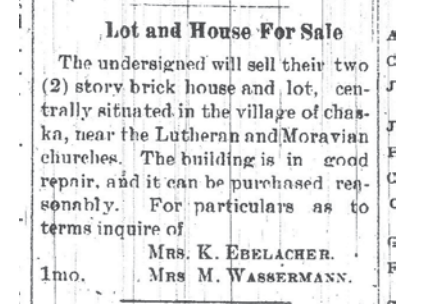 Lot and House For Sale
The undersigned will sell their two
(2) story brick house and lot, cen-
trally situated in the village of chas-
ka, near the Lutheran and Moravian
churches. The building is in good
repair, and it can be purchased rea-
sonably. For particulars as to
terms inquire of
MRS. K. EBELACHER.
1mo. MRS M. WASSERMANN.